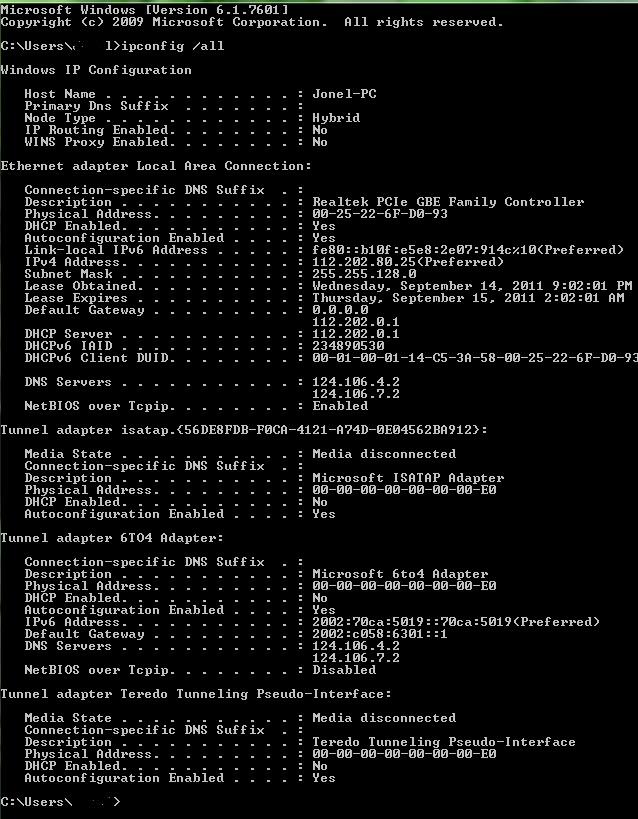 Microsoft Windows [Version 6.1.7601]
Copyright (c) 2009 Microsoft Corporation.  All rights reserved.
C:\Users\ l>ipconfig /all
Windows IP Configuration
   Host Name . . . . . . . . . . . . : Jonel-PC
   Primary Dns Suffix  . . . . . . . :
   Node Type . . . . . . . . . . . . : Hybrid
   IP Routing Enabled. . . . . . . . : No
   WINS Proxy Enabled. . . . . . . . : No
Ethernet adapter Local Area Connection:
   Connection-specific DNS Suffix  . :
   Description . . . . . . . . . . . : Realtek PCIe GBE Family Controller
   Physical Address. . . . . . . . . : 00-25-22-6F-D0-93
   DHCP Enabled. . . . . . . . . . . : Yes
   Autoconfiguration Enabled . . . . : Yes
   Link-local IPv6 Address . . . . . : fe80::b10f:e5e8:2e07:914c%10(Preferred)
   IPv4 Address. . . . . . . . . . . : 112.202.80.25(Preferred)
   Subnet Mask . . . . . . . . . . . : 255.255.128.0
   Lease Obtained. . . . . . . . . . : Wednesday, September 14, 2011 9:02:01 PM
   Lease Expires . . . . . . . . . . : Thursday, September 15, 2011 2:02:01 AM
   Default Gateway . . . . . . . . . : 0.0.0.0
                                       112.202.0.1
   DHCP Server . . . . . . . . . . . : 112.202.0.1
   DHCPv6 IAID . . . . . . . . . . . : 234890530
   DHCPv6 Client DUID. . . . . . . . : 00-01-00-01-14-C5-3A-58-00-25-22-6F-D0-93
   DNS Servers . . . . . . . . . . . : 124.106.4.2
                                       124.106.7.2
   NetBIOS over Tcpip. . . . . . . . : Enabled
Tunnel adapter isatap.{56DE8FDB-F0CA-4121-A74D-0E04562BA912}:
   Media State . . . . . . . . . . . : Media disconnected
   Connection-specific DNS Suffix  . :
   Description . . . . . . . . . . . : Microsoft ISATAP Adapter
   Physical Address. . . . . . . . . : 00-00-00-00-00-00-00-E0
   DHCP Enabled. . . . . . . . . . . : No
   Autoconfiguration Enabled . . . . : Yes
Tunnel adapter 6TO4 Adapter:
   Connection-specific DNS Suffix  . :
   Description . . . . . . . . . . . : Microsoft 6to4 Adapter
   Physical Address. . . . . . . . . : 00-00-00-00-00-00-00-E0
   DHCP Enabled. . . . . . . . . . . : No
   Autoconfiguration Enabled . . . . : Yes
   IPv6 Address. . . . . . . . . . . : 2002:70ca:5019::70ca:5019(Preferred)
   Default Gateway . . . . . . . . . : 2002:c058:6301::1
   DNS Servers . . . . . . . . . . . : 124.106.4.2
                                       124.106.7.2
   NetBIOS over Tcpip. . . . . . . . : Disabled
Tunnel adapter Teredo Tunneling Pseudo-Interface:
   Media State . . . . . . . . . . . : Media disconnected
   Connection-specific DNS Suffix  . :
   Description . . . . . . . . . . . : Teredo Tunneling Pseudo-Interface
   Physical Address. . . . . . . . . : 00-00-00-00-00-00-00-E0
   DHCP Enabled. . . . . . . . . . . : No
   Autoconfiguration Enabled . . . . : Yes
C:\Users\ >